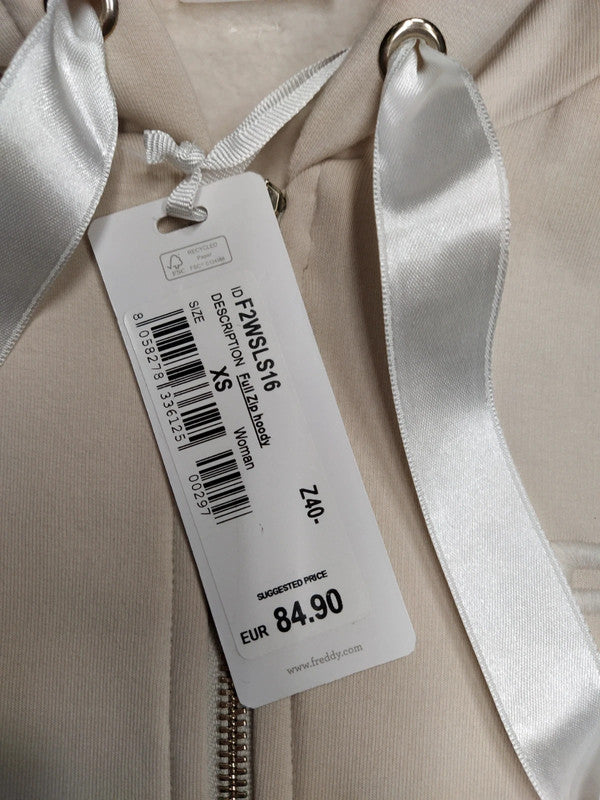 RECYCLED
Paper
FSC
ID F2WSLS16
DESCRIPTION Full Zip hoody
Woman
SIZE XS
Z40-
8 058278 336125
00297
SUGGESTED PRICE
EUR 84.90
www.freddy.com